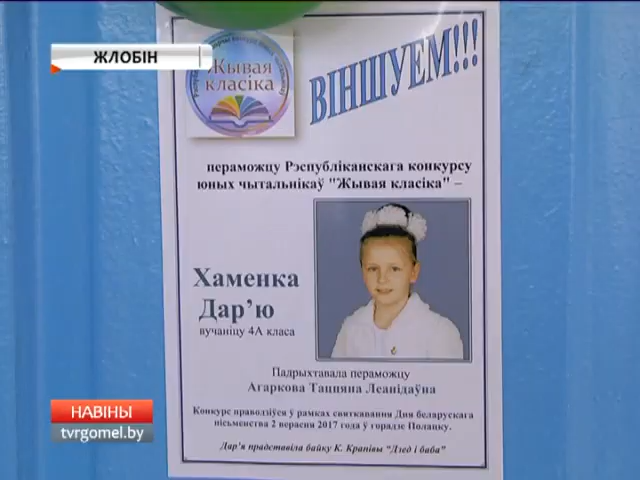 ЖЛОБІН
Жывая
класіка
ВІНШУЕМ!!!
пераможцу Рэспубліканскага конкурсу
юных чытальнікаў "Жывая класіка" –
Хаменка
Дар’ю
вучаніцу 4А класа
Падрыхтавала пераможцу
Агаркова Таццяна Леанідаўна
Конкурс праводзіўся ў рамках святкавання Дня беларускага
пісьменства 2 верасня 2017 года ў горадзе Полацку.
Дар’я прадставіла байку К. Крапівы “Дзед і баба”
НАВІНЫ
tvrgomel.by